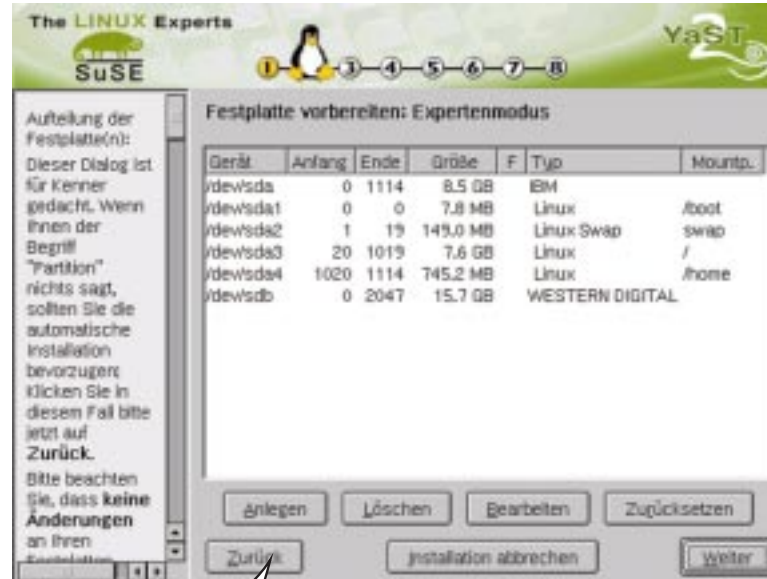 The LINUX Experts
SuSE
1 3 4 5 6 7 8
YaST2
Aufteilung der
Festplatte(n):
Dieser Dialog ist
für Kenner
gedacht. Wenn
Ihnen der
Begriff
"Partition"
nichts sagt,
sollten Sie die
automatische
Installation
bevorzugen:
Klicken Sie in
diesem Fall bitte
jetzt auf
Zurück.
Bitte beachten
Sie, dass keine
Änderungen
an Ihren
Festplatten
Festplatte vorbereiten: Expertenmodus
Gerät Anfang Ende Größe F Typ Mountp.
/dev/sda 0 1114 8.5 GB IBM
/dev/sda1 0 0 7.8 MB Linux /boot
/dev/sda2 1 19 149.0 MB Linux Swap swap
/dev/sda3 20 1019 7.6 GB Linux /
/dev/sda4 1020 1114 745.2 MB Linux /home
/dev/sdb 0 2047 15.7 GB WESTERN DIGITAL
Anlegen Löschen Bearbeiten Zurücksetzen
Zurück Installation abbrechen Weiter